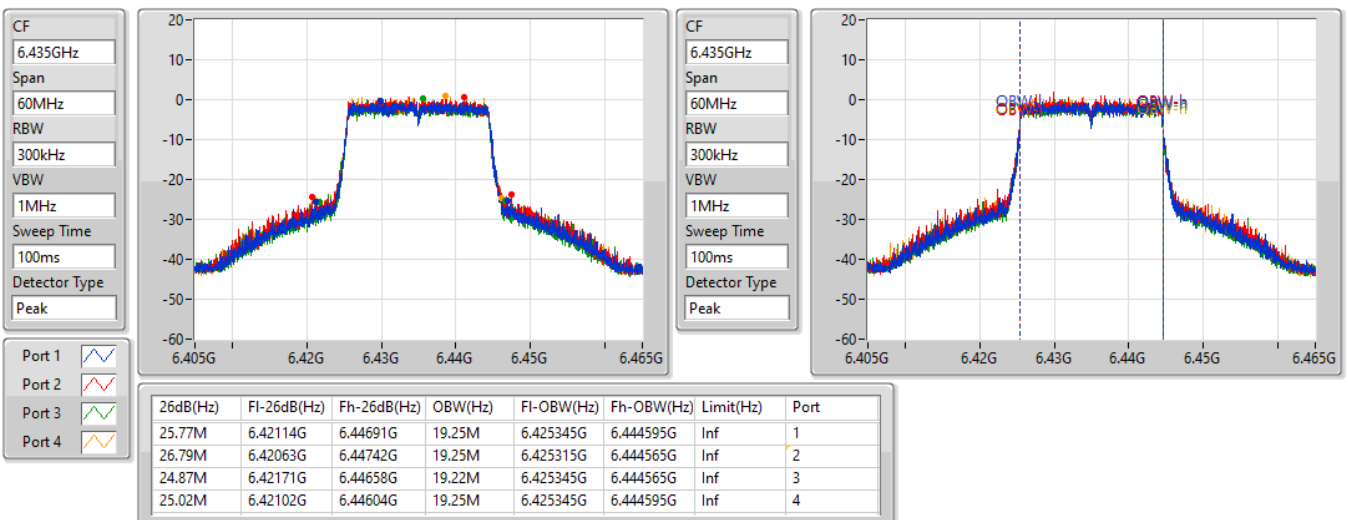 CF
6.435GHz
Span
60MHz
RBW
300kHz
VBW
1MHz
Sweep Time
100ms
Detector Type
Peak
20
10
0
-10
-20
-30
-40
-50
-60
6.405G 6.42G 6.43G 6.44G 6.45G 6.465G
CF
6.435GHz
Span
60MHz
RBW
300kHz
VBW
1MHz
Sweep Time
100ms
Detector Type
Peak
20
10
0
-10
-20
-30
-40
-50
-60
OBW-h
6.405G 6.42G 6.43G 6.44G 6.45G 6.465G
Port 1
Port 2
Port 3
Port 4
26dB(Hz) Fl-26dB(Hz) Fh-26dB(Hz) OBW(Hz) Fl-OBW(Hz) Fh-OBW(Hz) Limit(Hz) Port
25.77M 6.42114G 6.44691G 19.25M 6.425345G 6.444595G Inf 1
26.79M 6.42063G 6.44742G 19.25M 6.425315G 6.444565G Inf 2
24.87M 6.42171G 6.44658G 19.22M 6.425345G 6.444565G Inf 3
25.02M 6.42102G 6.44604G 19.25M 6.425345G 6.444595G Inf 4